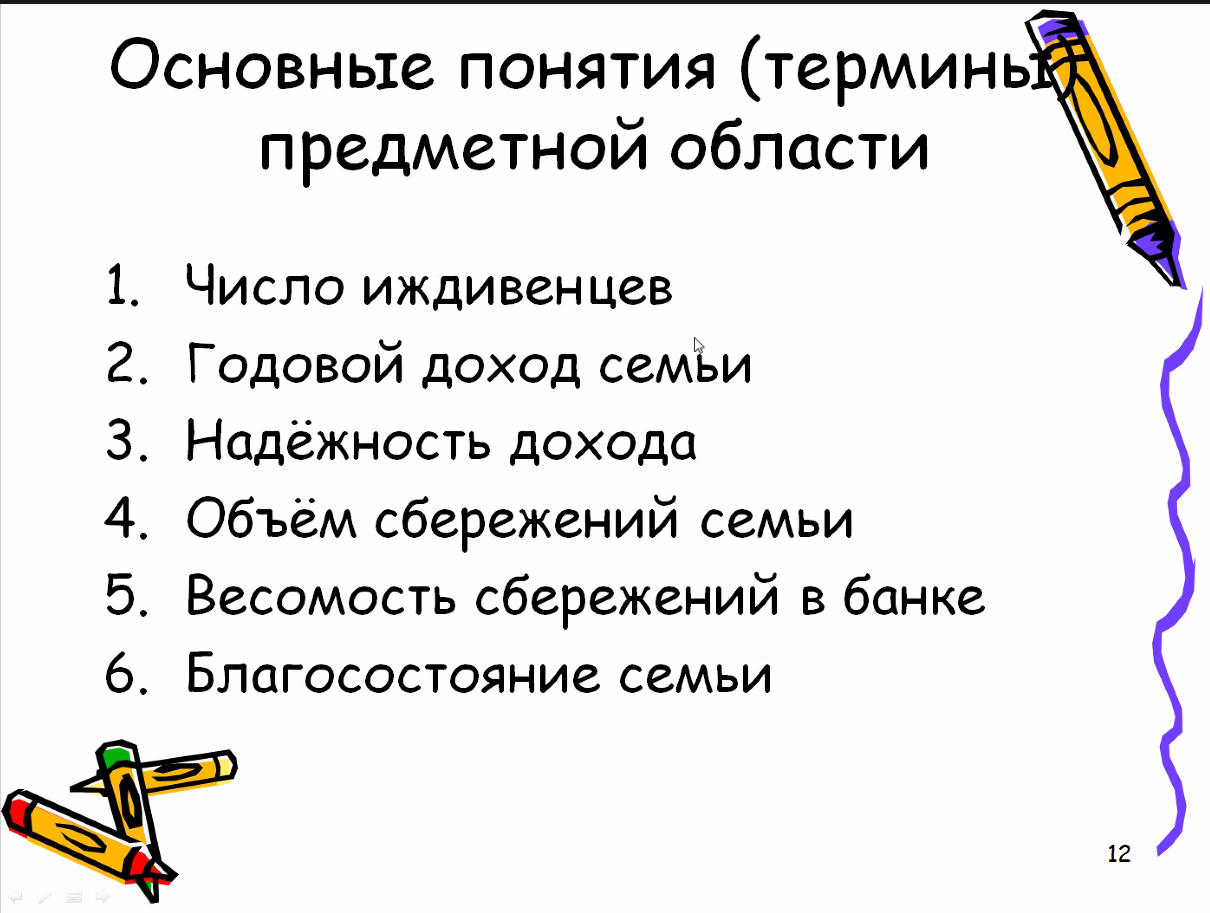 Основные понятия (термины)
предметной области
1. Число иждивенцев
2. Годовой доход семьи
3. Надёжность дохода
4. Объём сбережений семьи
5. Весомость сбережений в банке
6. Благосостояние семьи
12